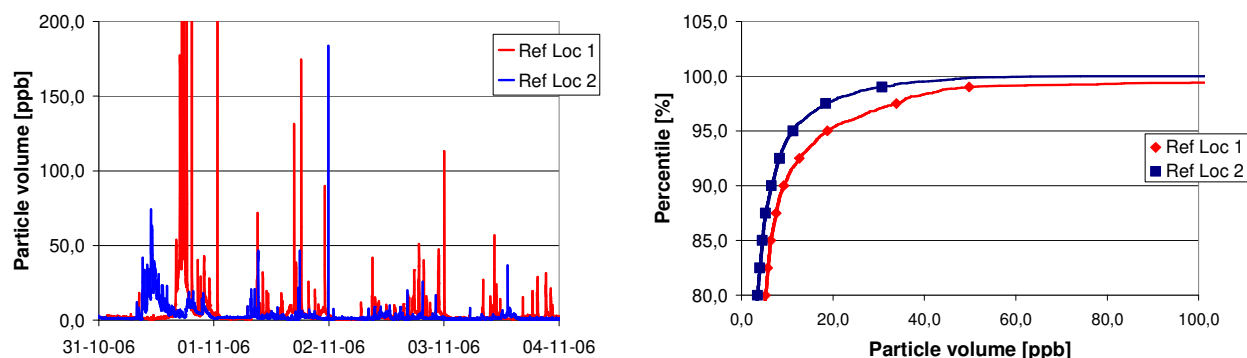 200,0
150,0
100,0
50,0
0,0
Particle volume [ppb]
31-10-06 01-11-06 02-11-06 03-11-06 04-11-06
Ref Loc 1
Ref Loc 2
105,0
100,0
95,0
90,0
85,0
80,0
Percentile [%]
0,0 20,0 40,0 60,0 80,0 100,0
Particle volume [ppb]
Ref Loc 1
Ref Loc 2